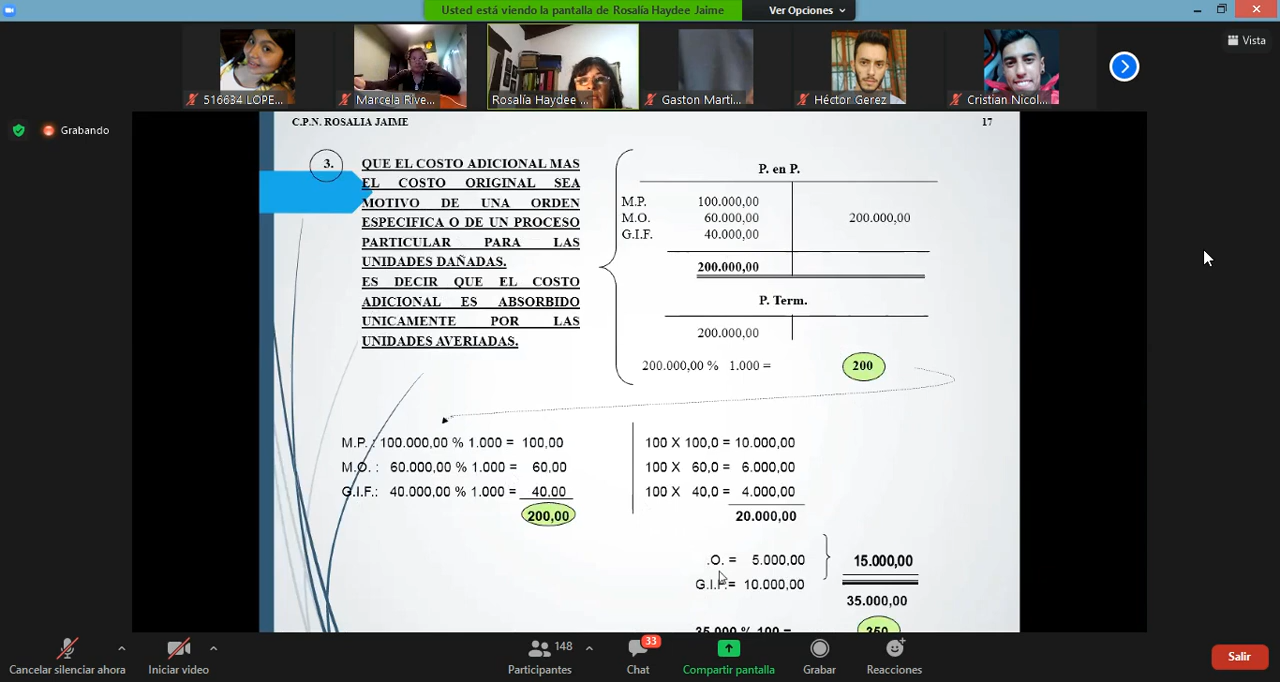 Usted está viendo la pantalla de Rosalía Haydee Jaime
Ver Opciones
Vista
516634 LOPE...
Marcela Rive...
Rosalía Haydee ...
Gaston Marti...
Héctor Gerez
Cristian Nicol...
Grabando
C.P.N. ROSALIA JAIME
17
3.
QUE EL COSTO ADICIONAL MAS
EL COSTO ORIGINAL SEA
MOTIVO DE UNA ORDEN
ESPECIFICA O DE UN PROCESO
PARTICULAR PARA LAS
UNIDADES DAÑADAS.
ES DECIR QUE EL COSTO
ADICIONAL ES ABSORBIDO
UNICAMENTE POR LAS
UNIDADES AVERIADAS.
P. en P.
M.P. 100.000,00
M.O. 60.000,00 200.000,00
G.I.F. 40.000,00
200.000,00
P. Term.
200.000,00
200.000,00 % 1.000 = 200
M.P. : 100.000,00 % 1.000 = 100,00
M.O. : 60.000,00 % 1.000 = 60,00
G.I.F.: 40.000,00 % 1.000 = 40,00
200,00
100 X 100,0 = 10.000,00
100 X 60,0 = 6.000,00
100 X 40,0 = 4.000,00
20.000,00
.O. = 5.000,00 15.000,00
G.I.F.= 10.000,00
35.000,00
35.000 % 100 = 350
Cancelar silenciar ahora
Iniciar video
148
Participantes
33
Chat
Compartir pantalla
Grabar
Reacciones
Salir